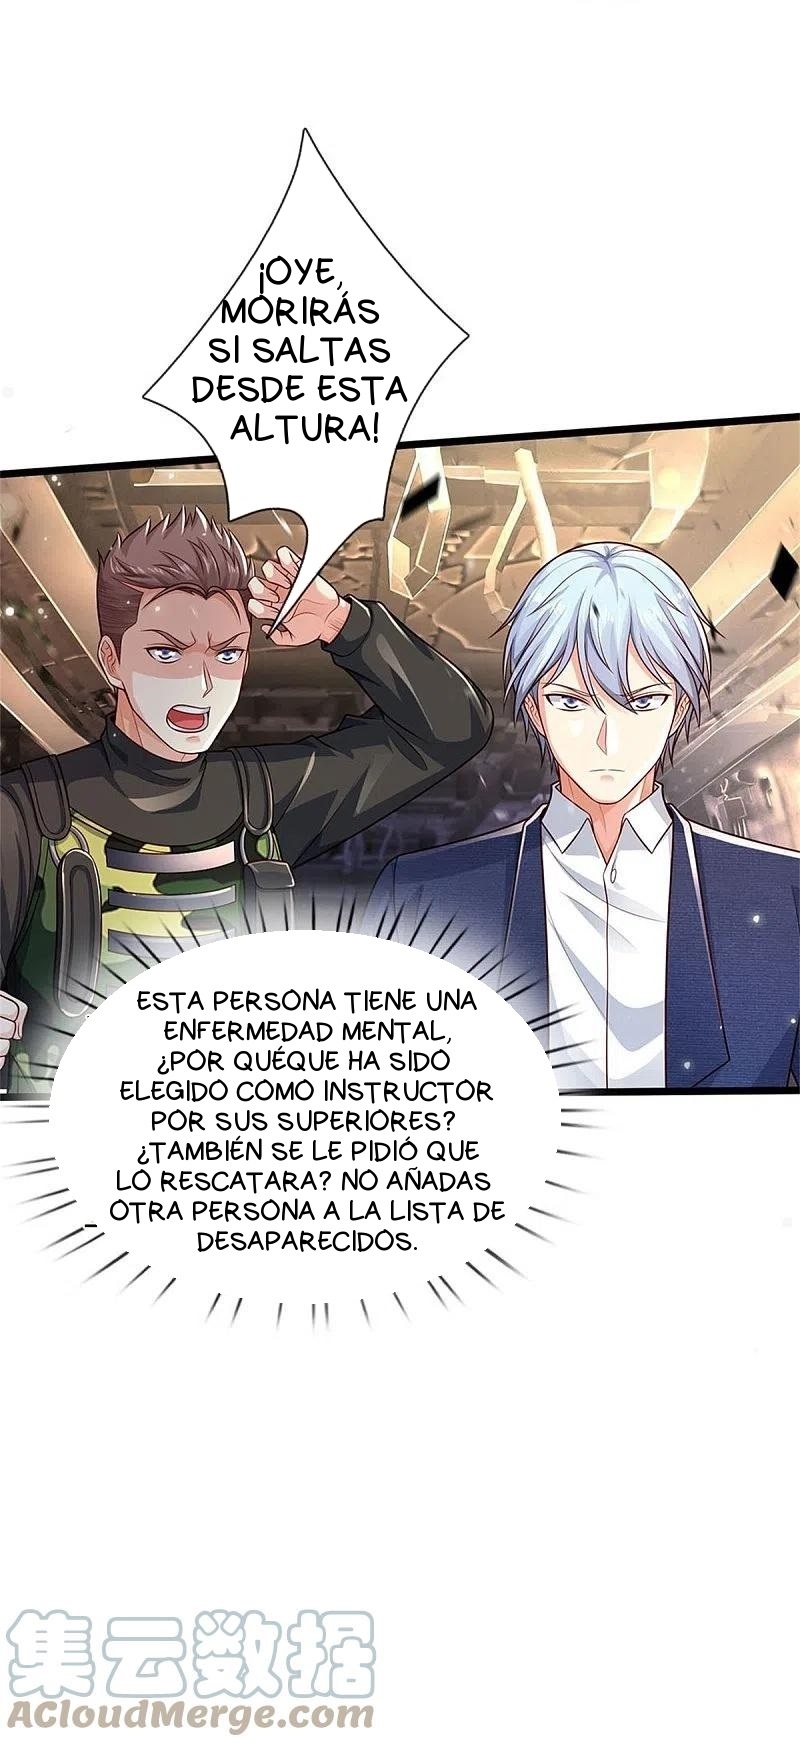 ¡OYE,
MORIRÁS
SI SALTAS
DESDE ESTA
ALTURA!
ESTA PERSONA TIENE UNA
ENFERMEDAD MENTAL,
¿POR QUÉQUE HA SIDO
ELEGIDO COMO INSTRUCTOR
POR SUS SUPERIORES?
¿TAMBIÉN SE LE PIDIÓ QUE
LO RESCATARA? NO AÑADAS
OTRA PERSONA A LA LISTA DE
DESAPARECIDOS.
集云数据
ACloudMerge.com